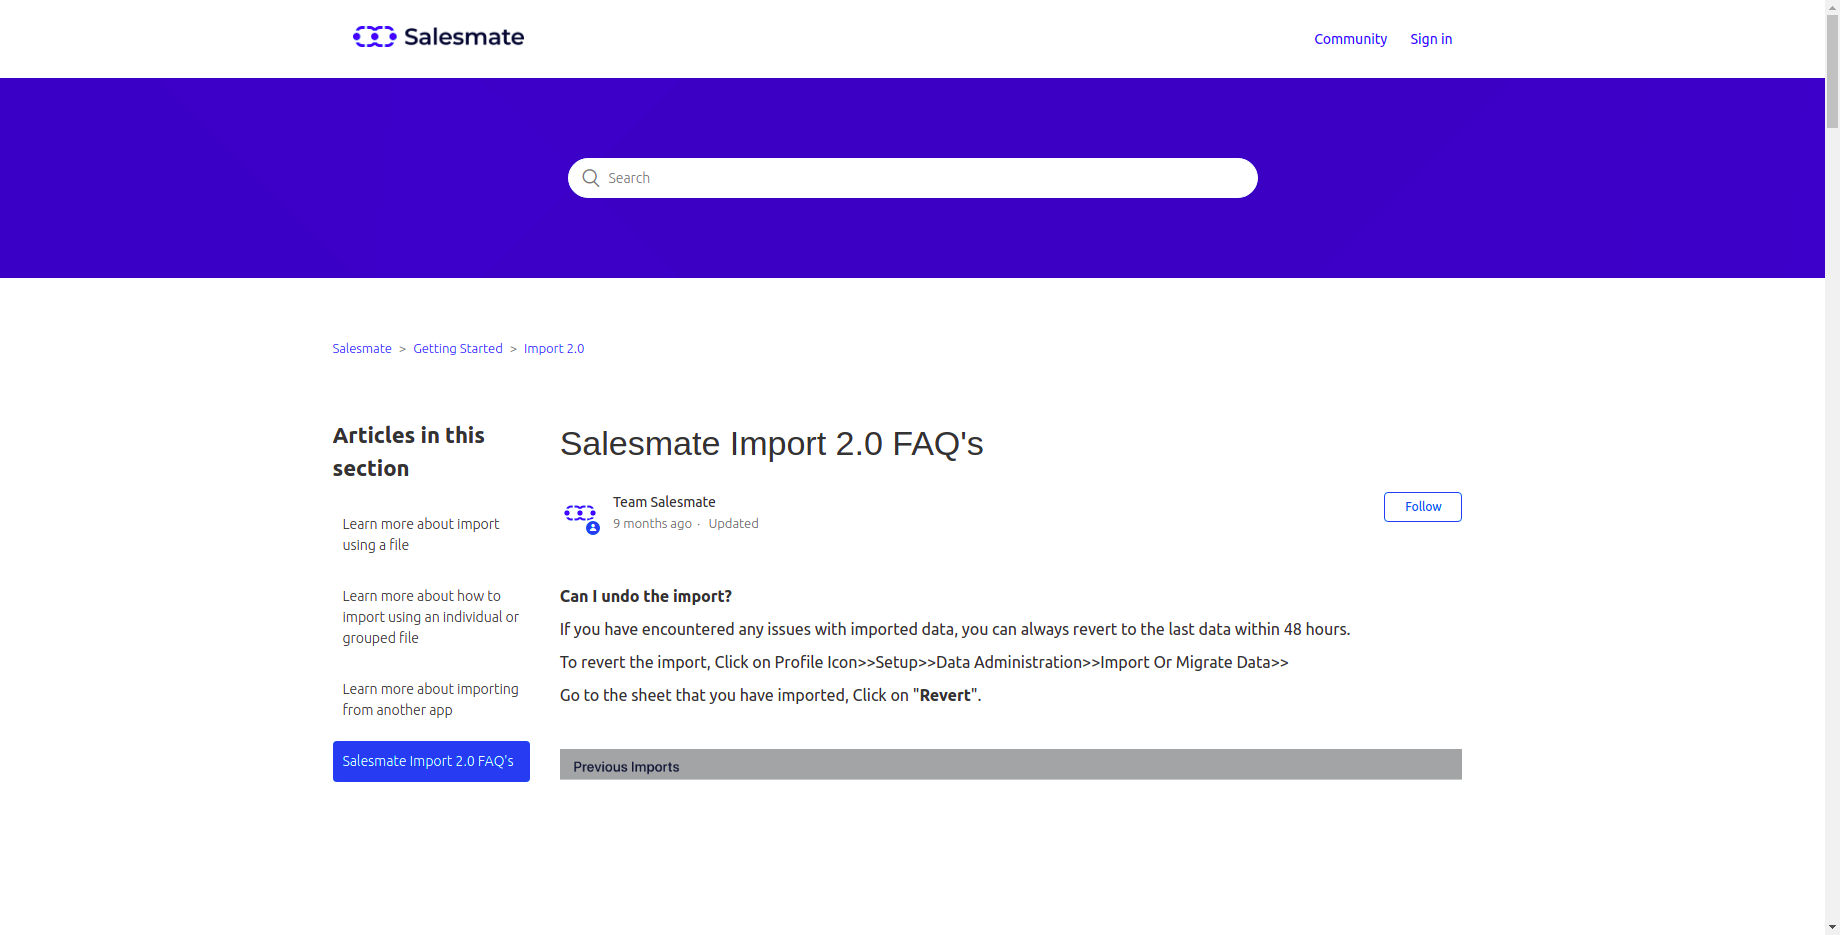 Salesmate
Community
Sign in
Search
Salesmate > Getting Started > Import 2.0
Articles in this
section
Learn more about import
using a file
Learn more about how to
import using an individual or
grouped file
Learn more about importing
from another app
Salesmate Import 2.0 FAQ's
Salesmate Import 2.0 FAQ's
Team Salesmate
9 months ago · Updated
Follow
Can I undo the import?
If you have encountered any issues with imported data, you can always revert to the last data within 48 hours.
To revert the import, Click on Profile Icon>>Setup>>Data Administration>>Import Or Migrate Data>>
Go to the sheet that you have imported, Click on "Revert".
Previous Imports